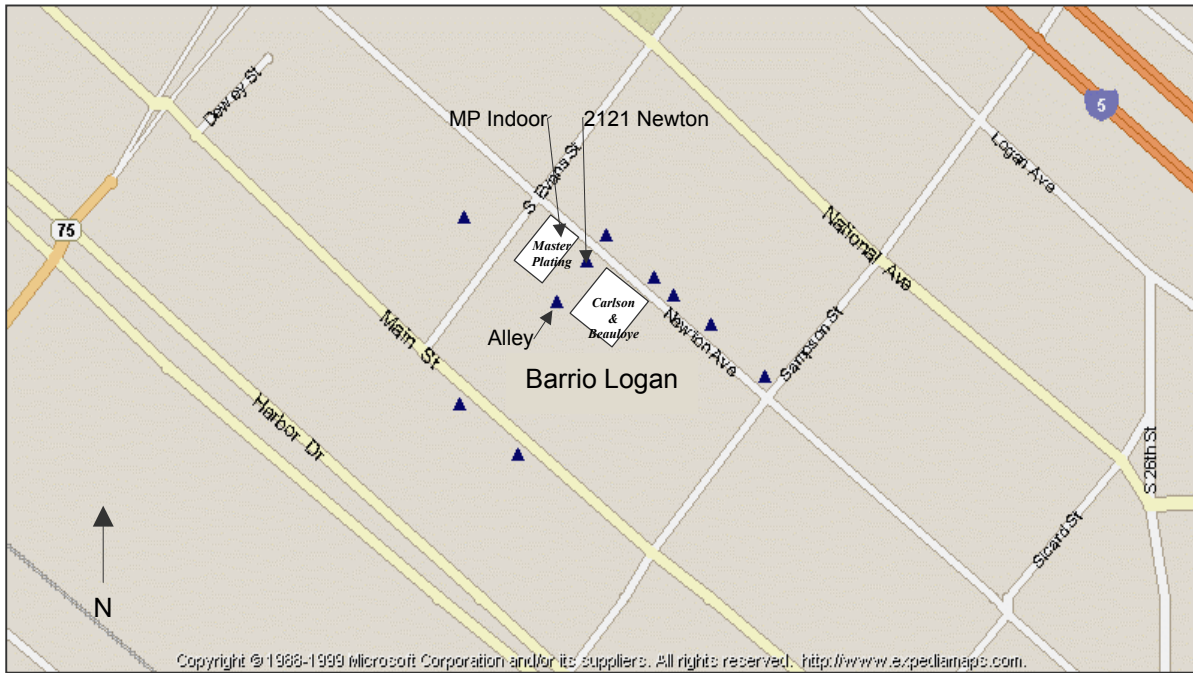 5
Dewey St
MP Indoor
2121 Newton
Logan Ave
S Evans St
75
National Ave
Master
Plating
Carlson
&
Beauloye
Alley
Newton Ave
Sampson St
Main St
Barrio Logan
Harbor Dr
S 26th St
Sicard St
N
Copyright © 1988-1999 Microsoft Corporation and/or its suppliers. All rights reserved. http://www.expediamaps.com.